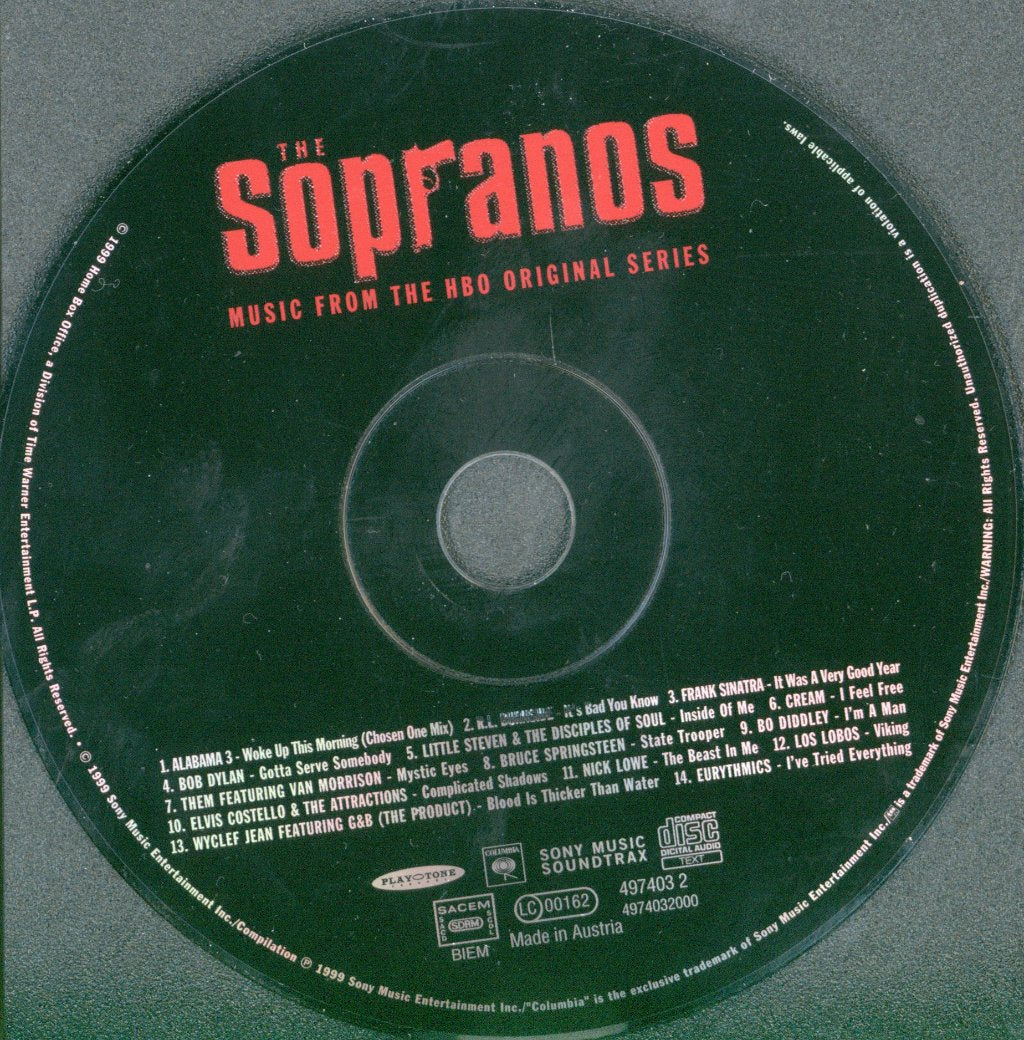 THE
Sopranos
MUSIC FROM THE HBO ORIGINAL SERIES
1. ALABAMA 3 - Woke Up This Morning (Chosen One Mix) 2. R.L. - It's Bad You Know 3. FRANK SINATRA - It Was A Very Good Year
4. BOB DYLAN - Gotta Serve Somebody 5. LITTLE STEVEN & THE DISCIPLES OF SOUL - Inside Of Me 6. CREAM - I Feel Free
7. THEM FEATURING VAN MORRISON - Mystic Eyes 8. BRUCE SPRINGSTEEN - State Trooper 9. BO DIDDLEY - I'm A Man
10. ELVIS COSTELLO & THE ATTRACTIONS - Complicated Shadows 11. NICK LOWE - The Beast In Me 12. LOS LOBOS - Viking
13. WYCLEF JEAN FEATURING G&B (THE PRODUCT) - Blood Is Thicker Than Water 14. EURYTHMICS - I've Tried Everything
PLAY-TONE
COLUMBIA
SONY MUSIC
SOUNDTRAX
COMPACT
disc
DIGITAL AUDIO
TEXT
SACEM
SACD
SDRM
SCDL
BIEM
LC 00162
497403 2
4974032000
Made in Austria
© 1999 Home Box Office, a Division of Time Warner Entertainment L.P. All Rights Reserved. • © 1999 Sony Music Entertainment Inc./Compilation ℗ 1999 Sony Music Entertainment Inc./"Columbia" is the exclusive trademark of Sony Music Entertainment Inc./ is a trademark of Sony Music Entertainment Inc./WARNING: All Rights Reserved. Unauthorized duplication is a violation of applicable laws.